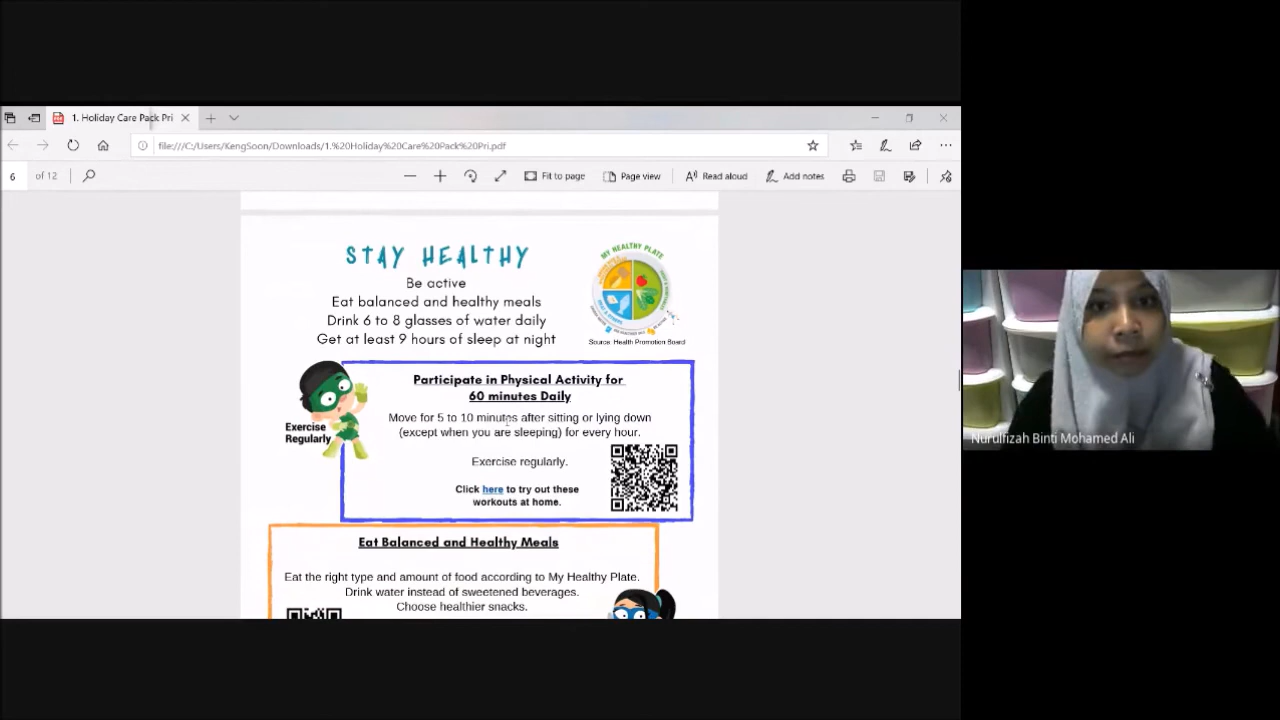 1. Holiday Care Pack Pri
file:///C:/Users/KengSoon/Downloads/1.%20Holiday%20Care%20Pack%20Pri.pdf
6 of 12
Fit to page
Page view
Read aloud
Add notes
STAY HEALTHY
Be active
Eat balanced and healthy meals
Drink 6 to 8 glasses of water daily
Get at least 9 hours of sleep at night
MY HEALTHY PLATE
Source: Health Promotion Board
Participate in Physical Activity for
60 minutes Daily
Move for 5 to 10 minutes after sitting or lying down
(except when you are sleeping) for every hour.
Exercise
Regularly
Exercise regularly.
Click here to try out these
workouts at home.
Eat Balanced and Healthy Meals
Eat the right type and amount of food according to My Healthy Plate.
Drink water instead of sweetened beverages.
Choose healthier snacks.
Nurulfizah Binti Mohamed Ali